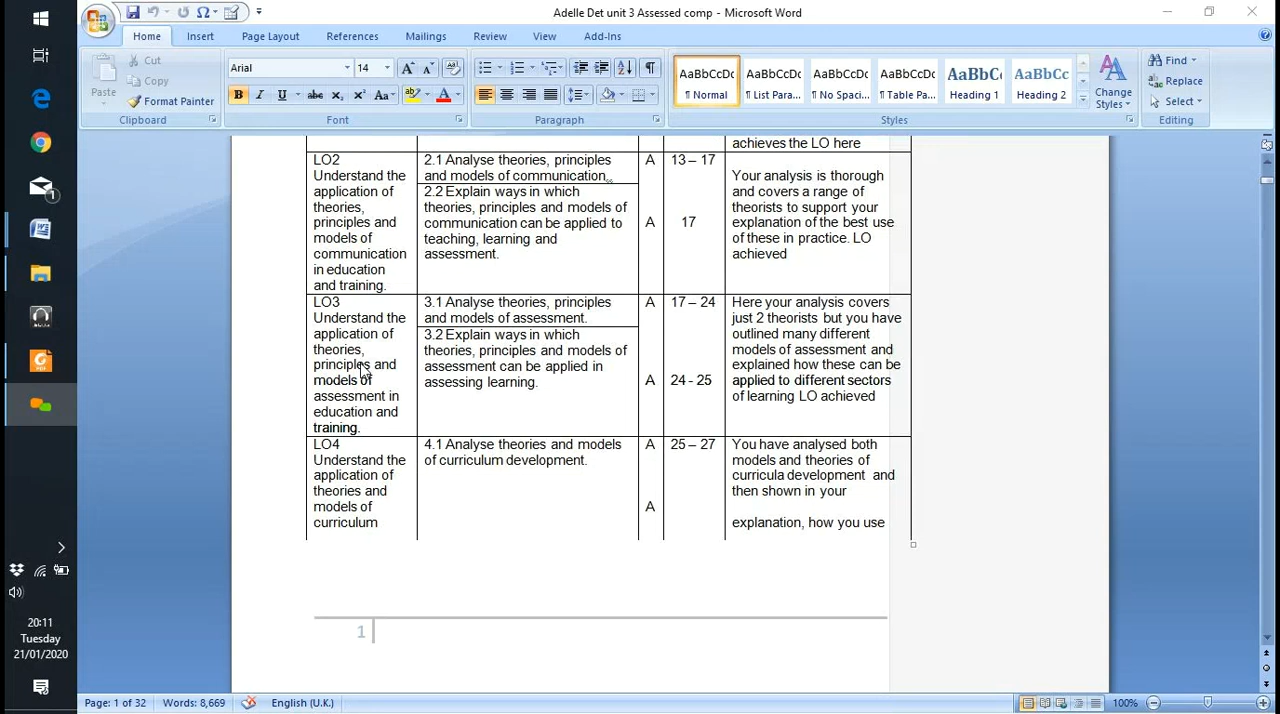 Adelle Det unit 3 Assessed comp - Microsoft Word
Home Insert Page Layout References Mailings Review View Add-Ins
Paste
Cut
Copy
Format Painter
Clipboard
Arial 14
Font
Paragraph
AaBbCcDc AaBbCcDc AaBbCcDc AaBbCcDc AaBbCc AaBbCc
¶ Normal ¶ List Para... ¶ No Spaci... ¶ Table Pa... Heading 1 Heading 2
Change Styles
Styles
Find
Replace
Select
Editing
achieves the LO here
LO2
Understand the
application of
theories,
principles and
models of
communication
in education
and training.
2.1 Analyse theories, principles
and models of communication.
2.2 Explain ways in which
theories, principles and models of
communication can be applied to
teaching, learning and
assessment.
A
A
13 – 17
17
Your analysis is thorough
and covers a range of
theorists to support your
explanation of the best use
of these in practice. LO
achieved
LO3
Understand the
application of
theories,
principles and
models of
assessment in
education and
training.
3.1 Analyse theories, principles
and models of assessment.
3.2 Explain ways in which
theories, principles and models of
assessment can be applied in
assessing learning.
A
A
17 – 24
24 - 25
Here your analysis covers
just 2 theorists but you have
outlined many different
models of assessment and
explained how these can be
applied to different sectors
of learning LO achieved
LO4
Understand the
application of
theories and
models of
curriculum
4.1 Analyse theories and models
of curriculum development.
A
A
25 – 27
You have analysed both
models and theories of
curricula development and
then shown in your
explanation, how you use
1
20:11
Tuesday
21/01/2020
Page: 1 of 32 Words: 8,669 English (U.K.) 100%